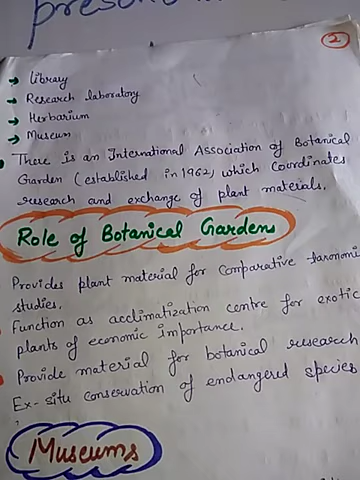 2
→ Library
→ Research laboratory
→ Herbarium
→ Museum
There is an International Association of Botanical
Garden (established in 1962) which coordinates
research and exchange of plant materials.
Role of Botanical Gardens
Provides plant material for comparative taxonomi
studies.
Function as acclimatization centre for exotic
plants of economic importance.
Provide material for botanical research
Ex-situ conservation of endangered species
Museums